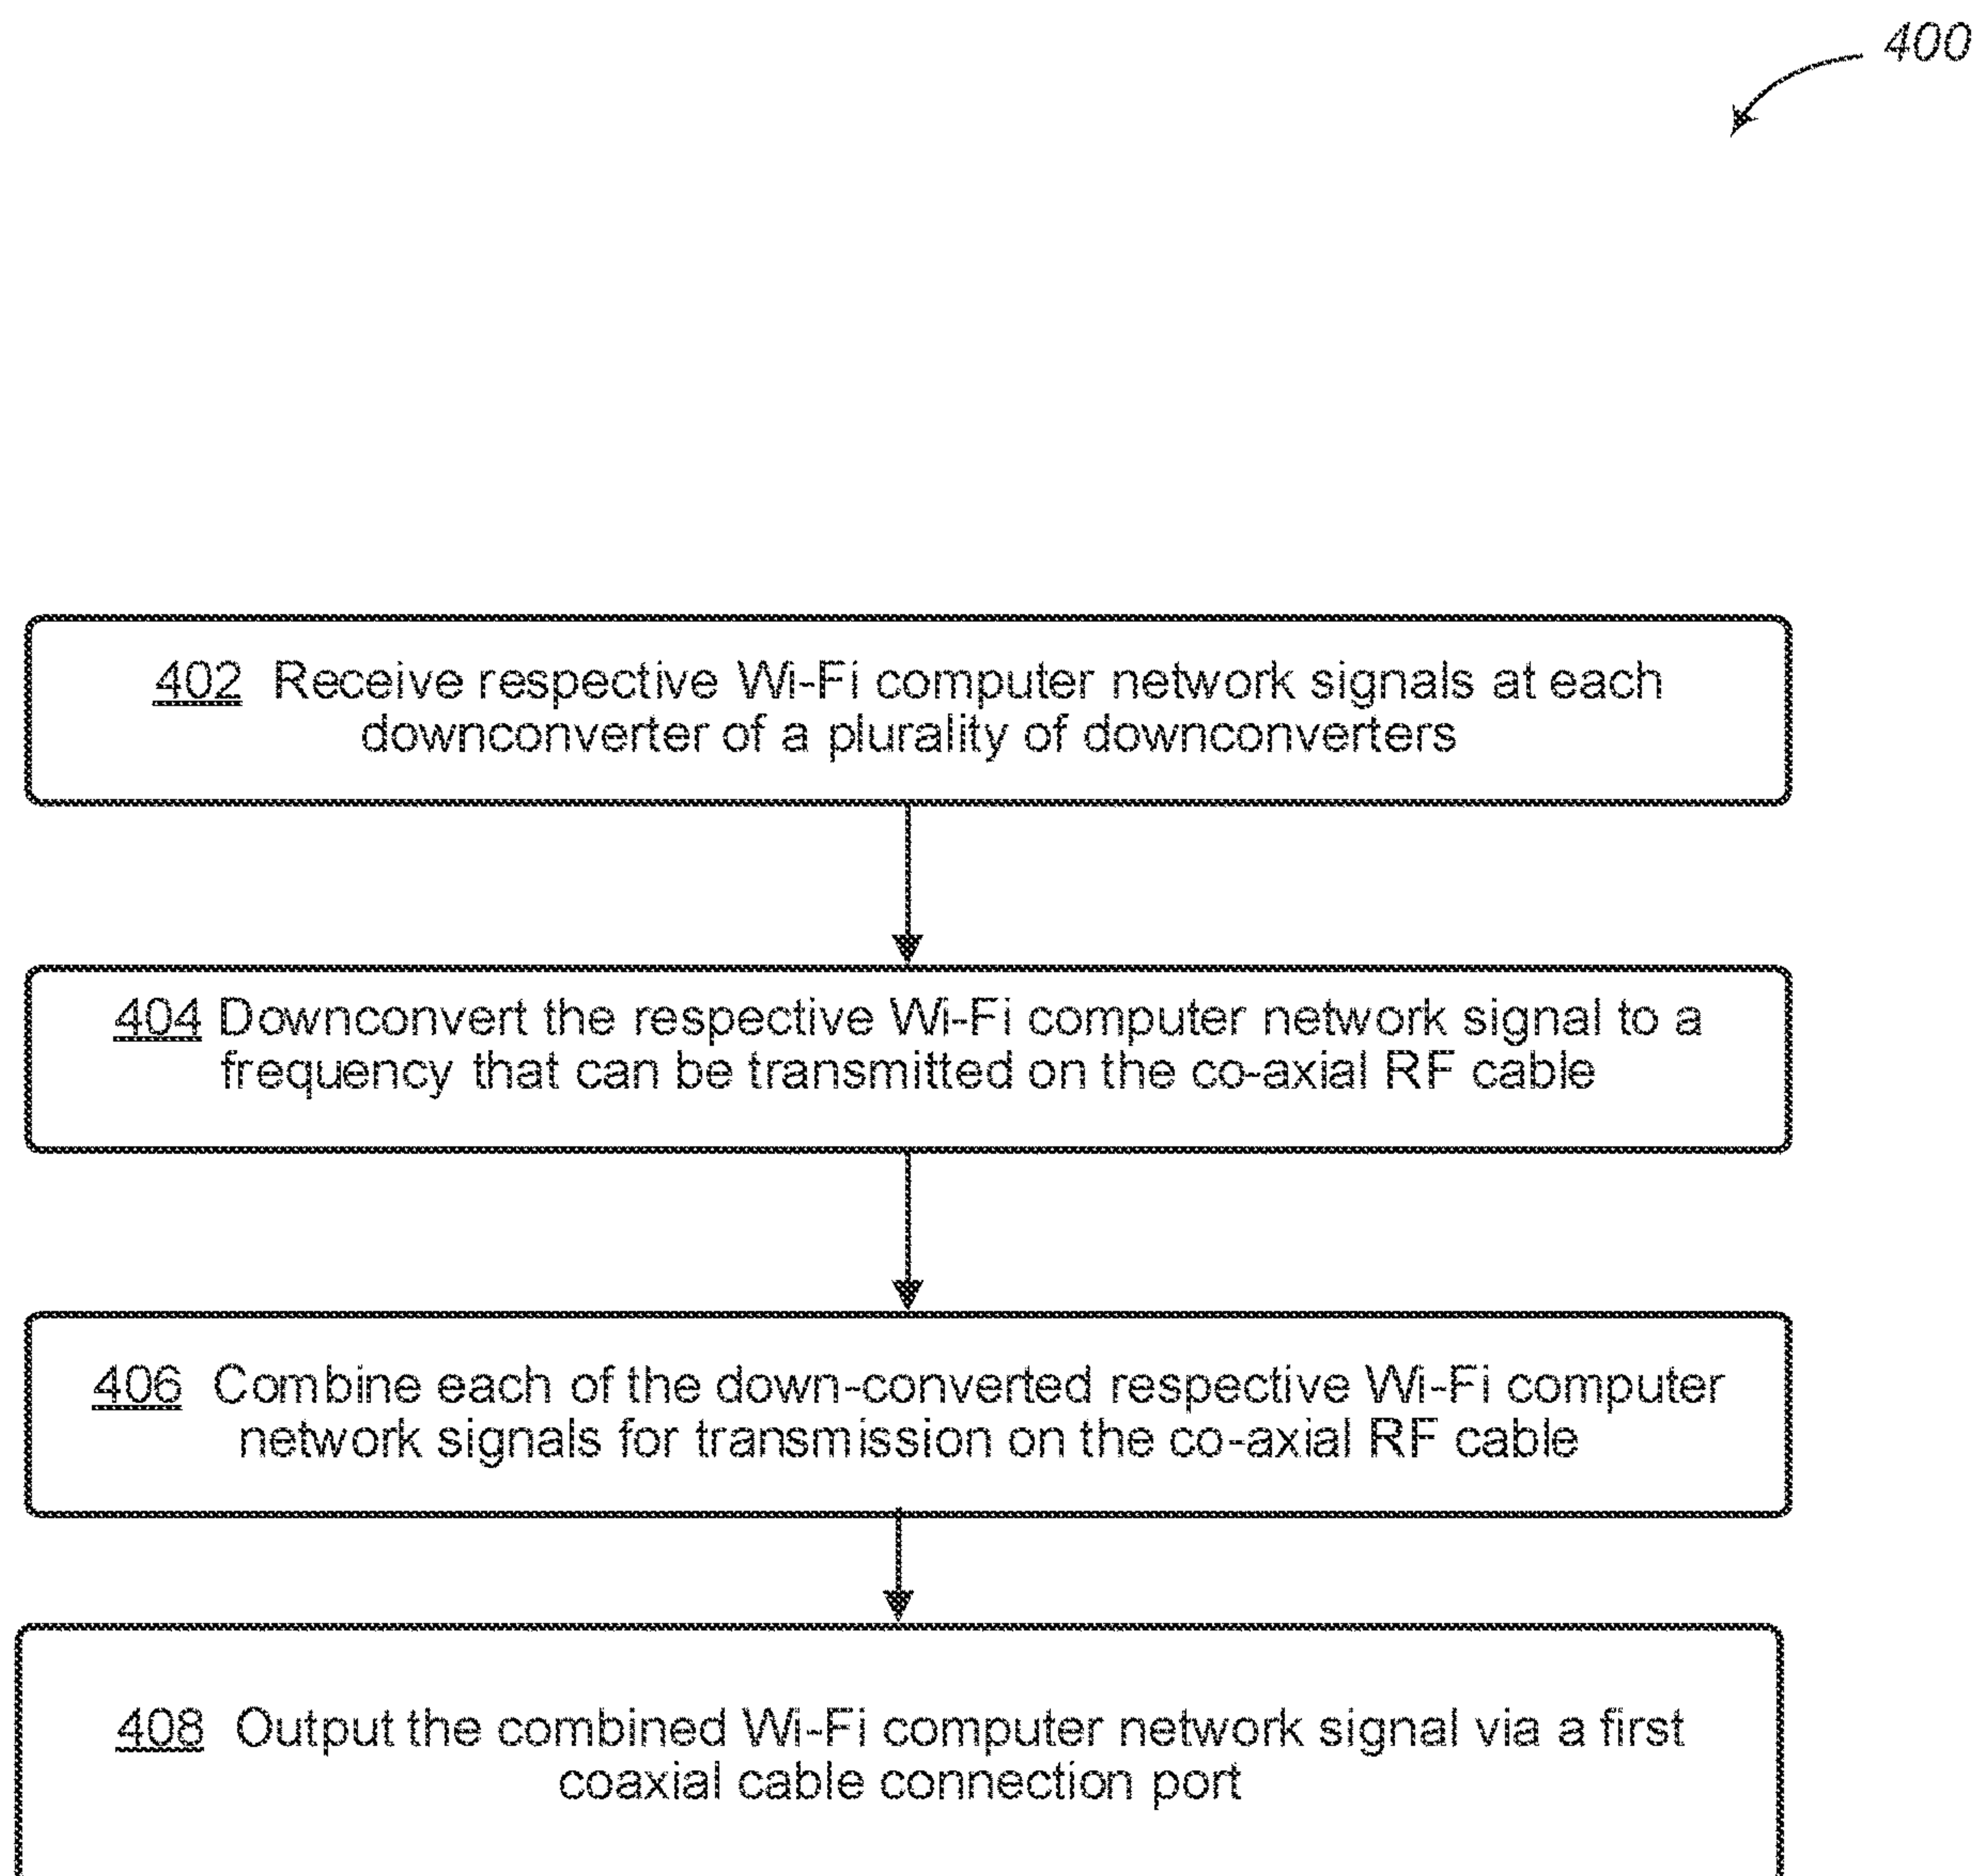 400
402 Receive respective Wi-Fi computer network signals at each
downconverter of a plurality of downconverters
404 Downconvert the respective Wi-Fi computer network signal to a
frequency that can be transmitted on the co-axial RF cable
406 Combine each of the down-converted respective Wi-Fi computer
network signals for transmission on the co-axial RF cable
408 Output the combined Wi-Fi computer network signal via a first
coaxial cable connection port